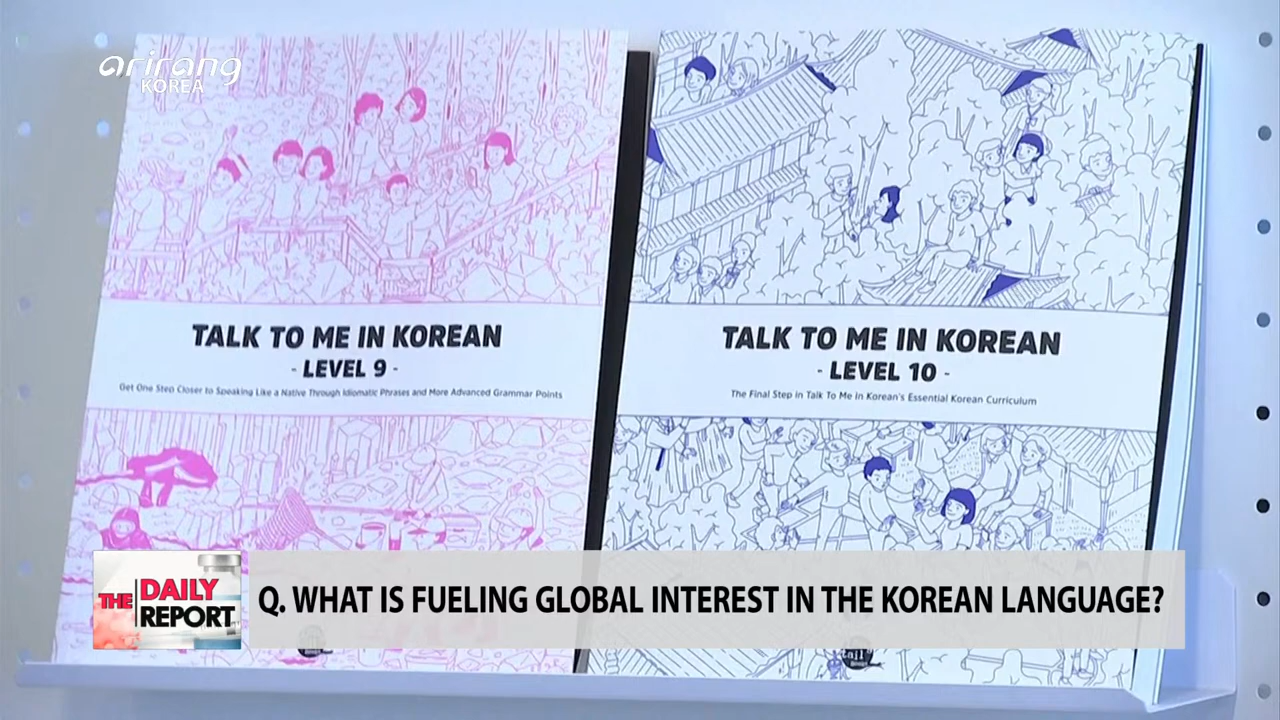 arirang
KOREA
TALK TO ME IN KOREAN
- LEVEL 9 -
Get One Step Closer to Speaking Like a Native Through Idiomatic Phrases and More Advanced Grammar Points
TALK TO ME IN KOREAN
- LEVEL 10 -
The Final Step in Talk To Me In Korean's Essential Korean Curriculum
THE DAILY REPORT
Q. WHAT IS FUELING GLOBAL INTEREST IN THE KOREAN LANGUAGE?
tail